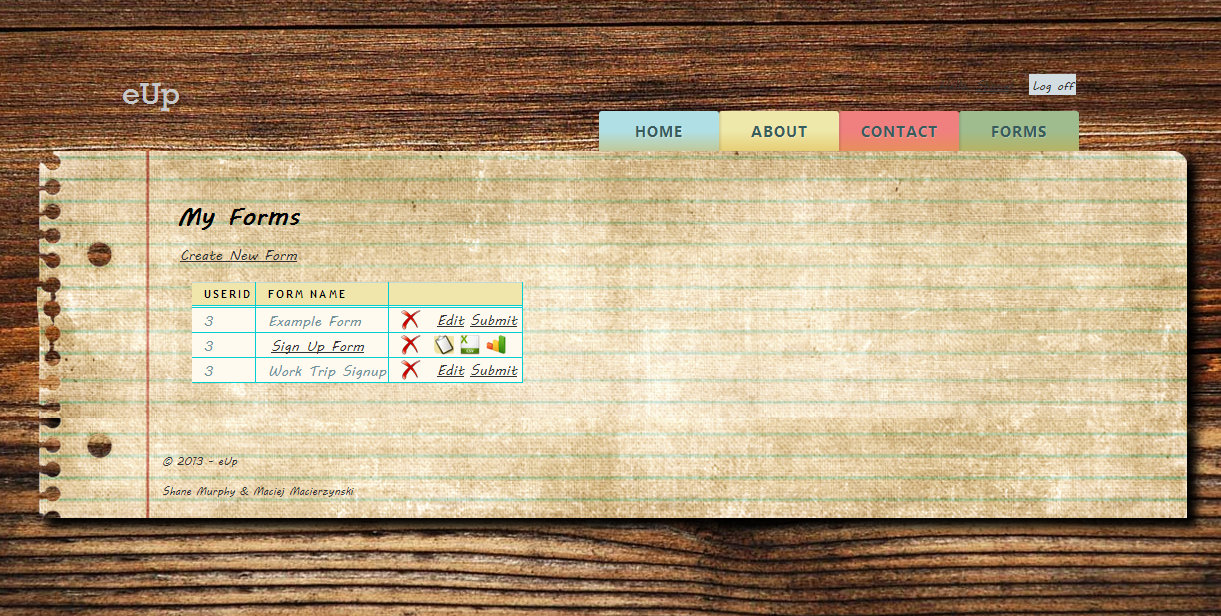 eUp
Log off
HOME ABOUT CONTACT FORMS
My Forms
Create New Form
USERID FORM NAME
3 Example Form Edit Submit
3 Sign Up Form
3 Work Trip Signup Edit Submit
© 2013 - eUp
Shane Murphy & Maciej Macierzynski